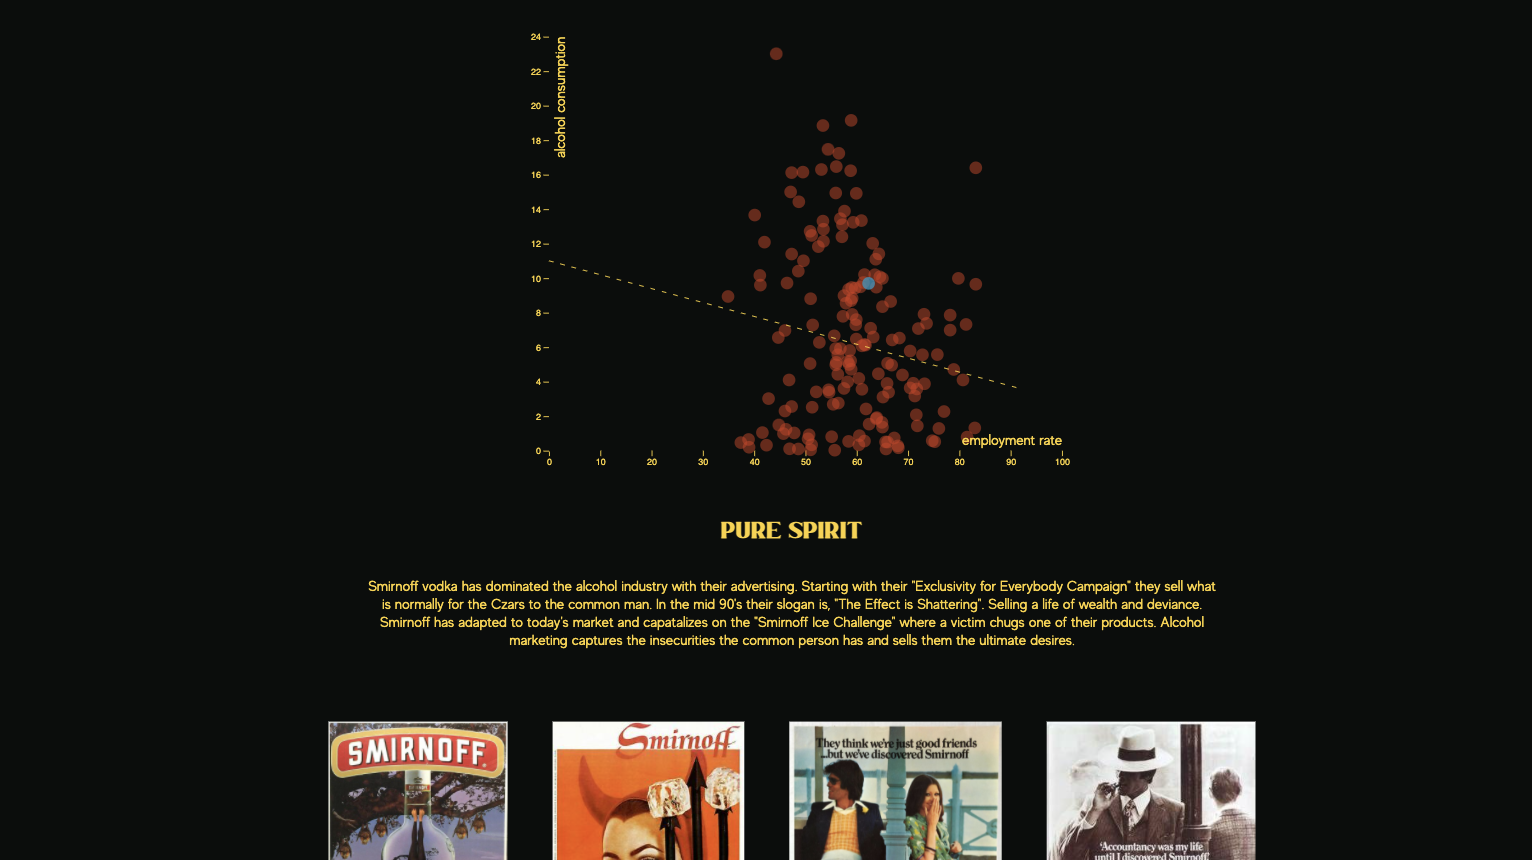 24
22
20
18
16
14
12
10
8
6
4
2
0
alcohol consumption
employment rate
0 10 20 30 40 50 60 70 80 90 100
PURE SPIRIT
Smirnoff vodka has dominated the alcohol industry with their advertising. Starting with their "Exclusivity for Everybody Campaign" they sell what
is normally for the Czars to the common man. In the mid 90's their slogan is, "The Effect is Shattering". Selling a life of wealth and deviance.
Smirnoff has adapted to today's market and capatalizes on the "Smirnoff Ice Challenge" where a victim chugs one of their products. Alcohol
marketing captures the insecurities the common person has and sells them the ultimate desires.
SMIRNOFF
Smirnoff
They think we're just good friends
...but we've discovered Smirnoff
'Accountancy was my life
until I discovered Smirnoff.'